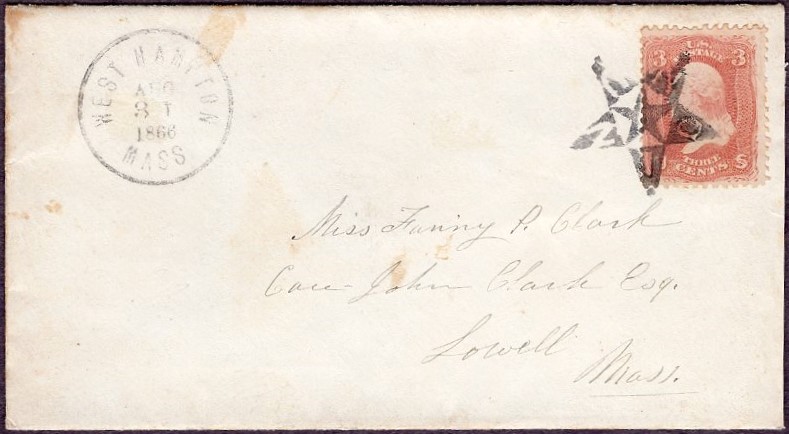 WEST HAMPTON
AUG
31
1866
MASS
U.S.
POSTAGE
3 3
THREE
CENTS
U S
Miss Fanny P. Clark
Care John Clark Esq.
Lowell
Mass.